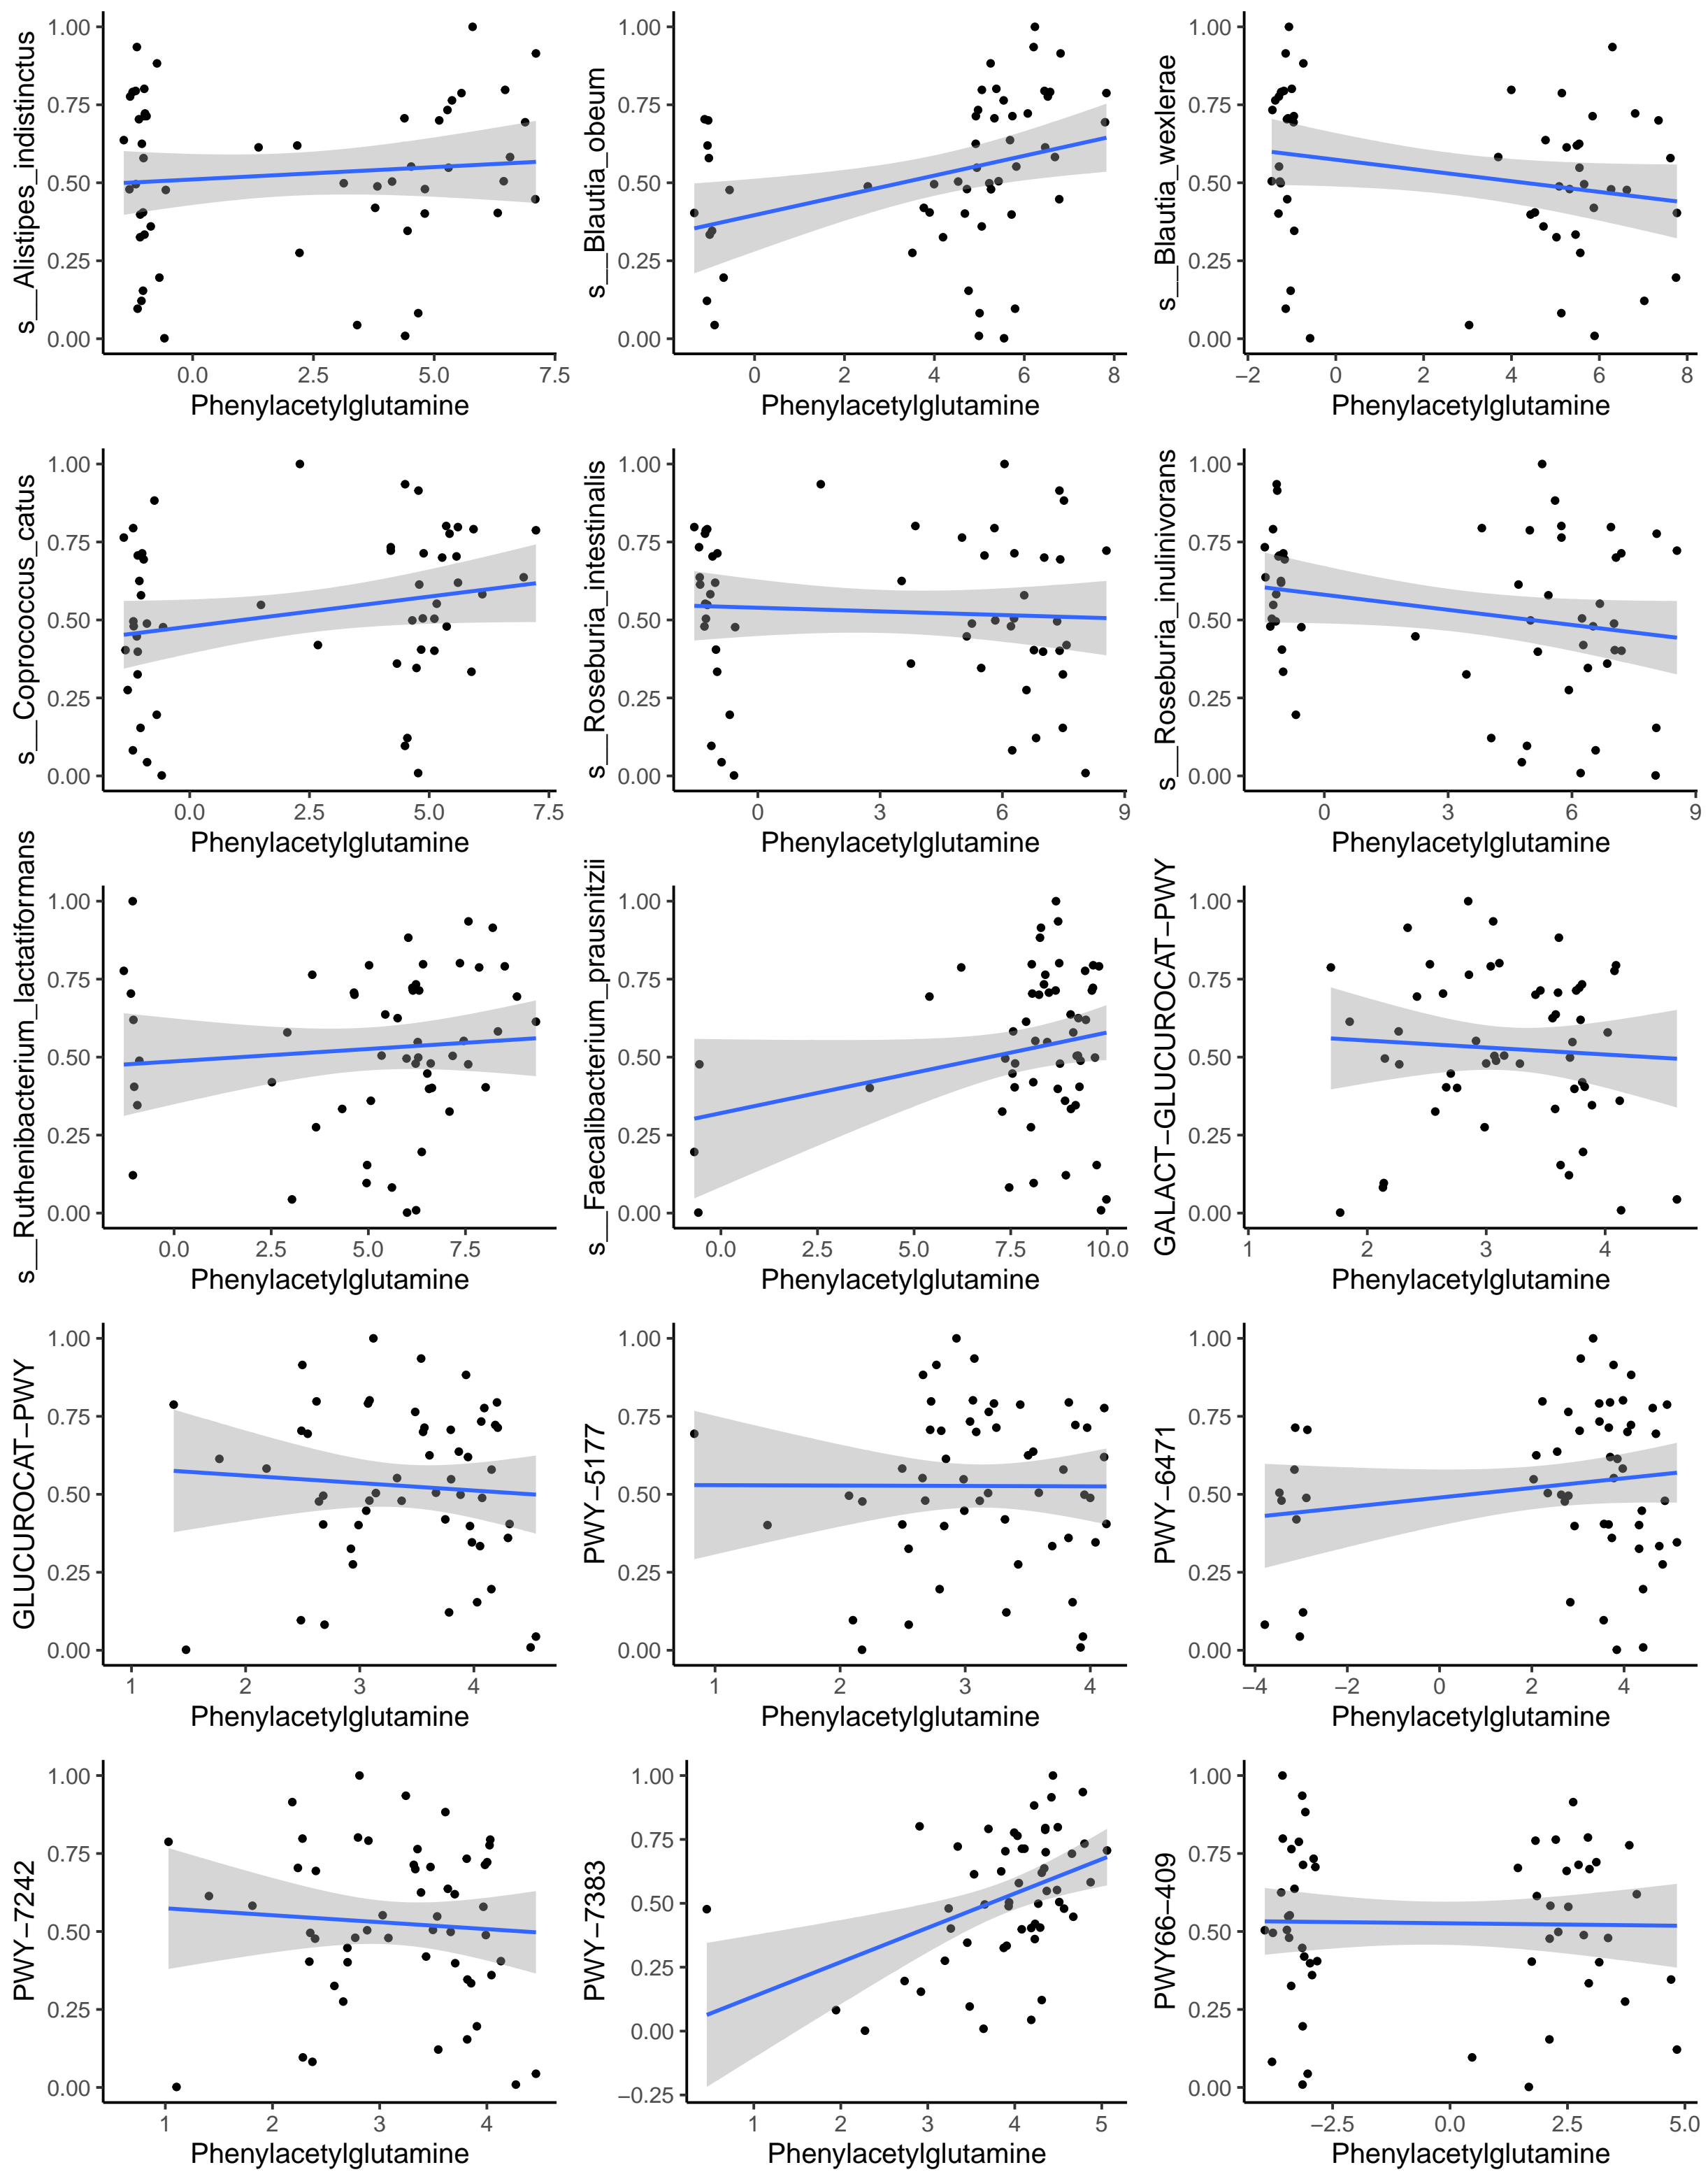 s__Alistipes_indistinctus
1.00
0.75
0.50
0.25
0.00
0.0 2.5 5.0 7.5
Phenylacetylglutamine
s__Blautia_obeum
1.00
0.75
0.50
0.25
0.00
0 2 4 6 8
Phenylacetylglutamine
s__Blautia_wexlerae
1.00
0.75
0.50
0.25
0.00
−2 0 2 4 6 8
Phenylacetylglutamine
s__Coprococcus_catus
1.00
0.75
0.50
0.25
0.00
0.0 2.5 5.0 7.5
Phenylacetylglutamine
s__Roseburia_intestinalis
1.00
0.75
0.50
0.25
0.00
0 3 6 9
Phenylacetylglutamine
s__Roseburia_inulinivorans
1.00
0.75
0.50
0.25
0.00
0 3 6 9
Phenylacetylglutamine
s__Ruthenibacterium_lactatiformans
1.00
0.75
0.50
0.25
0.00
0.0 2.5 5.0 7.5
Phenylacetylglutamine
s__Faecalibacterium_prausnitzii
1.00
0.75
0.50
0.25
0.00
0.0 2.5 5.0 7.5 10.0
Phenylacetylglutamine
GALACT−GLUCUROCAT−PWY
1.00
0.75
0.50
0.25
0.00
1 2 3 4
Phenylacetylglutamine
GLUCUROCAT−PWY
1.00
0.75
0.50
0.25
0.00
1 2 3 4
Phenylacetylglutamine
PWY−5177
1.00
0.75
0.50
0.25
0.00
1 2 3 4
Phenylacetylglutamine
PWY−6471
1.00
0.75
0.50
0.25
0.00
−4 −2 0 2 4
Phenylacetylglutamine
PWY−7242
1.00
0.75
0.50
0.25
0.00
1 2 3 4
Phenylacetylglutamine
PWY−7383
1.00
0.75
0.50
0.25
0.00
−0.25
1 2 3 4 5
Phenylacetylglutamine
PWY66−409
1.00
0.75
0.50
0.25
0.00
−2.5 0.0 2.5 5.0
Phenylacetylglutamine